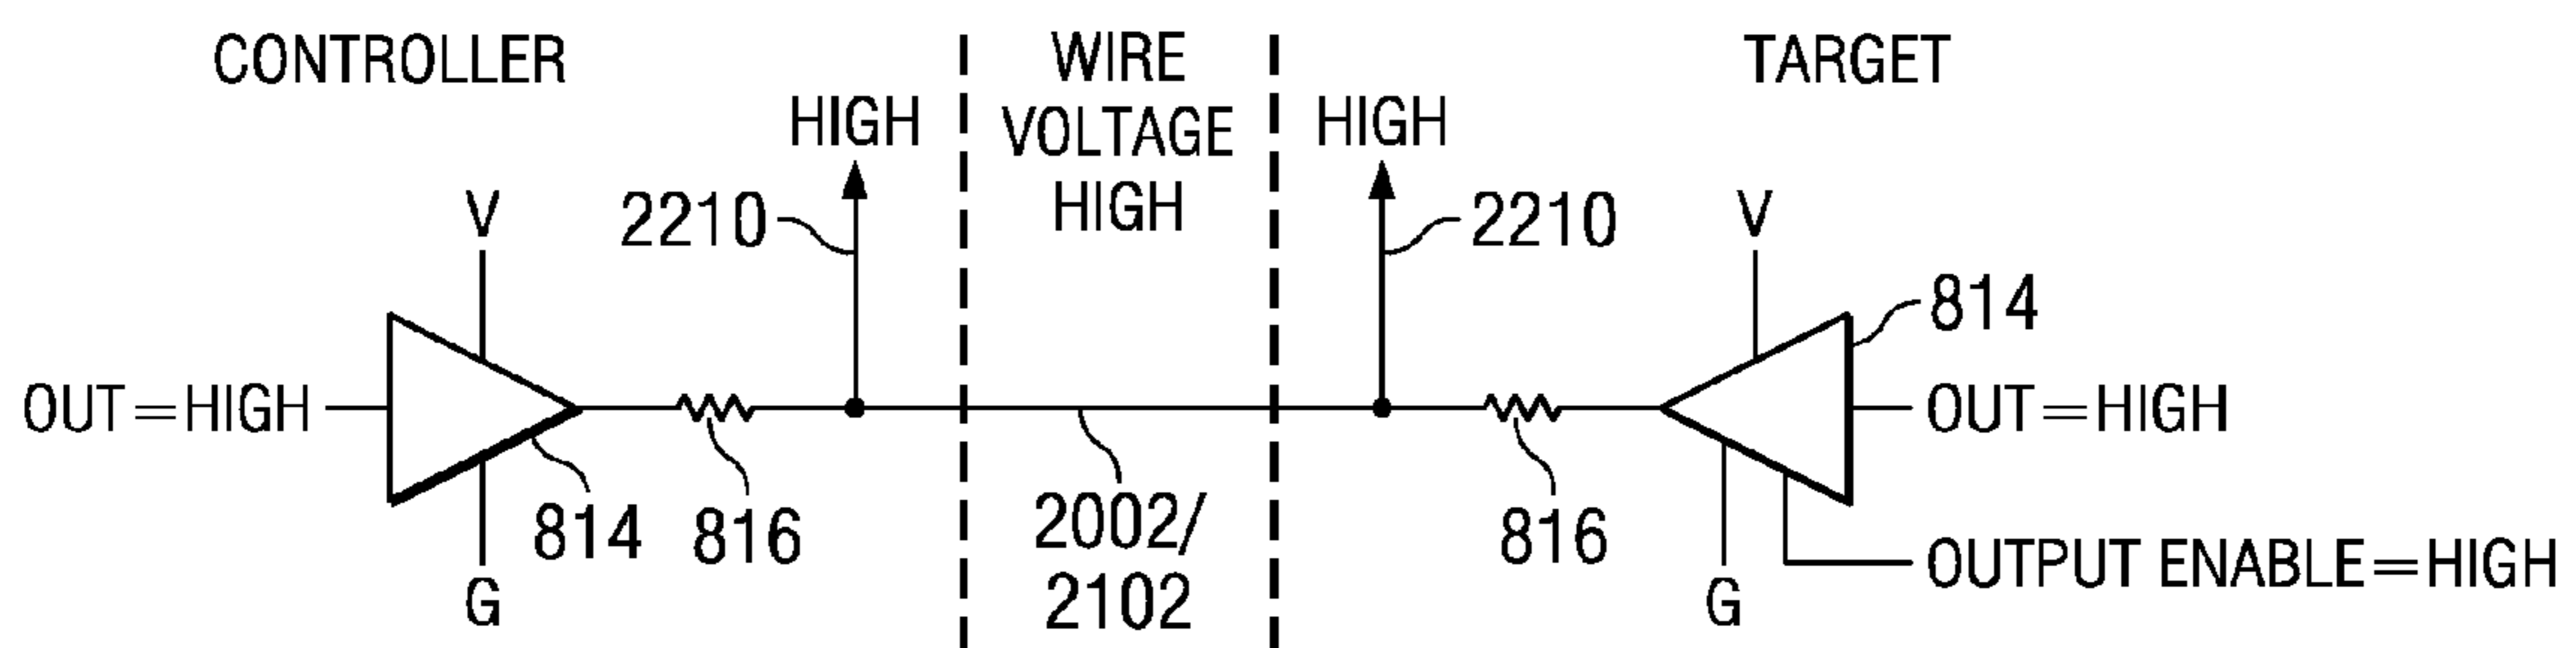 CONTROLLER
WIRE
VOLTAGE
HIGH
TARGET
HIGH
HIGH
V
2210
2210
V
814
OUT=HIGH
OUT=HIGH
814
816
2002/
2102
816
OUTPUT ENABLE=HIGH
G
G